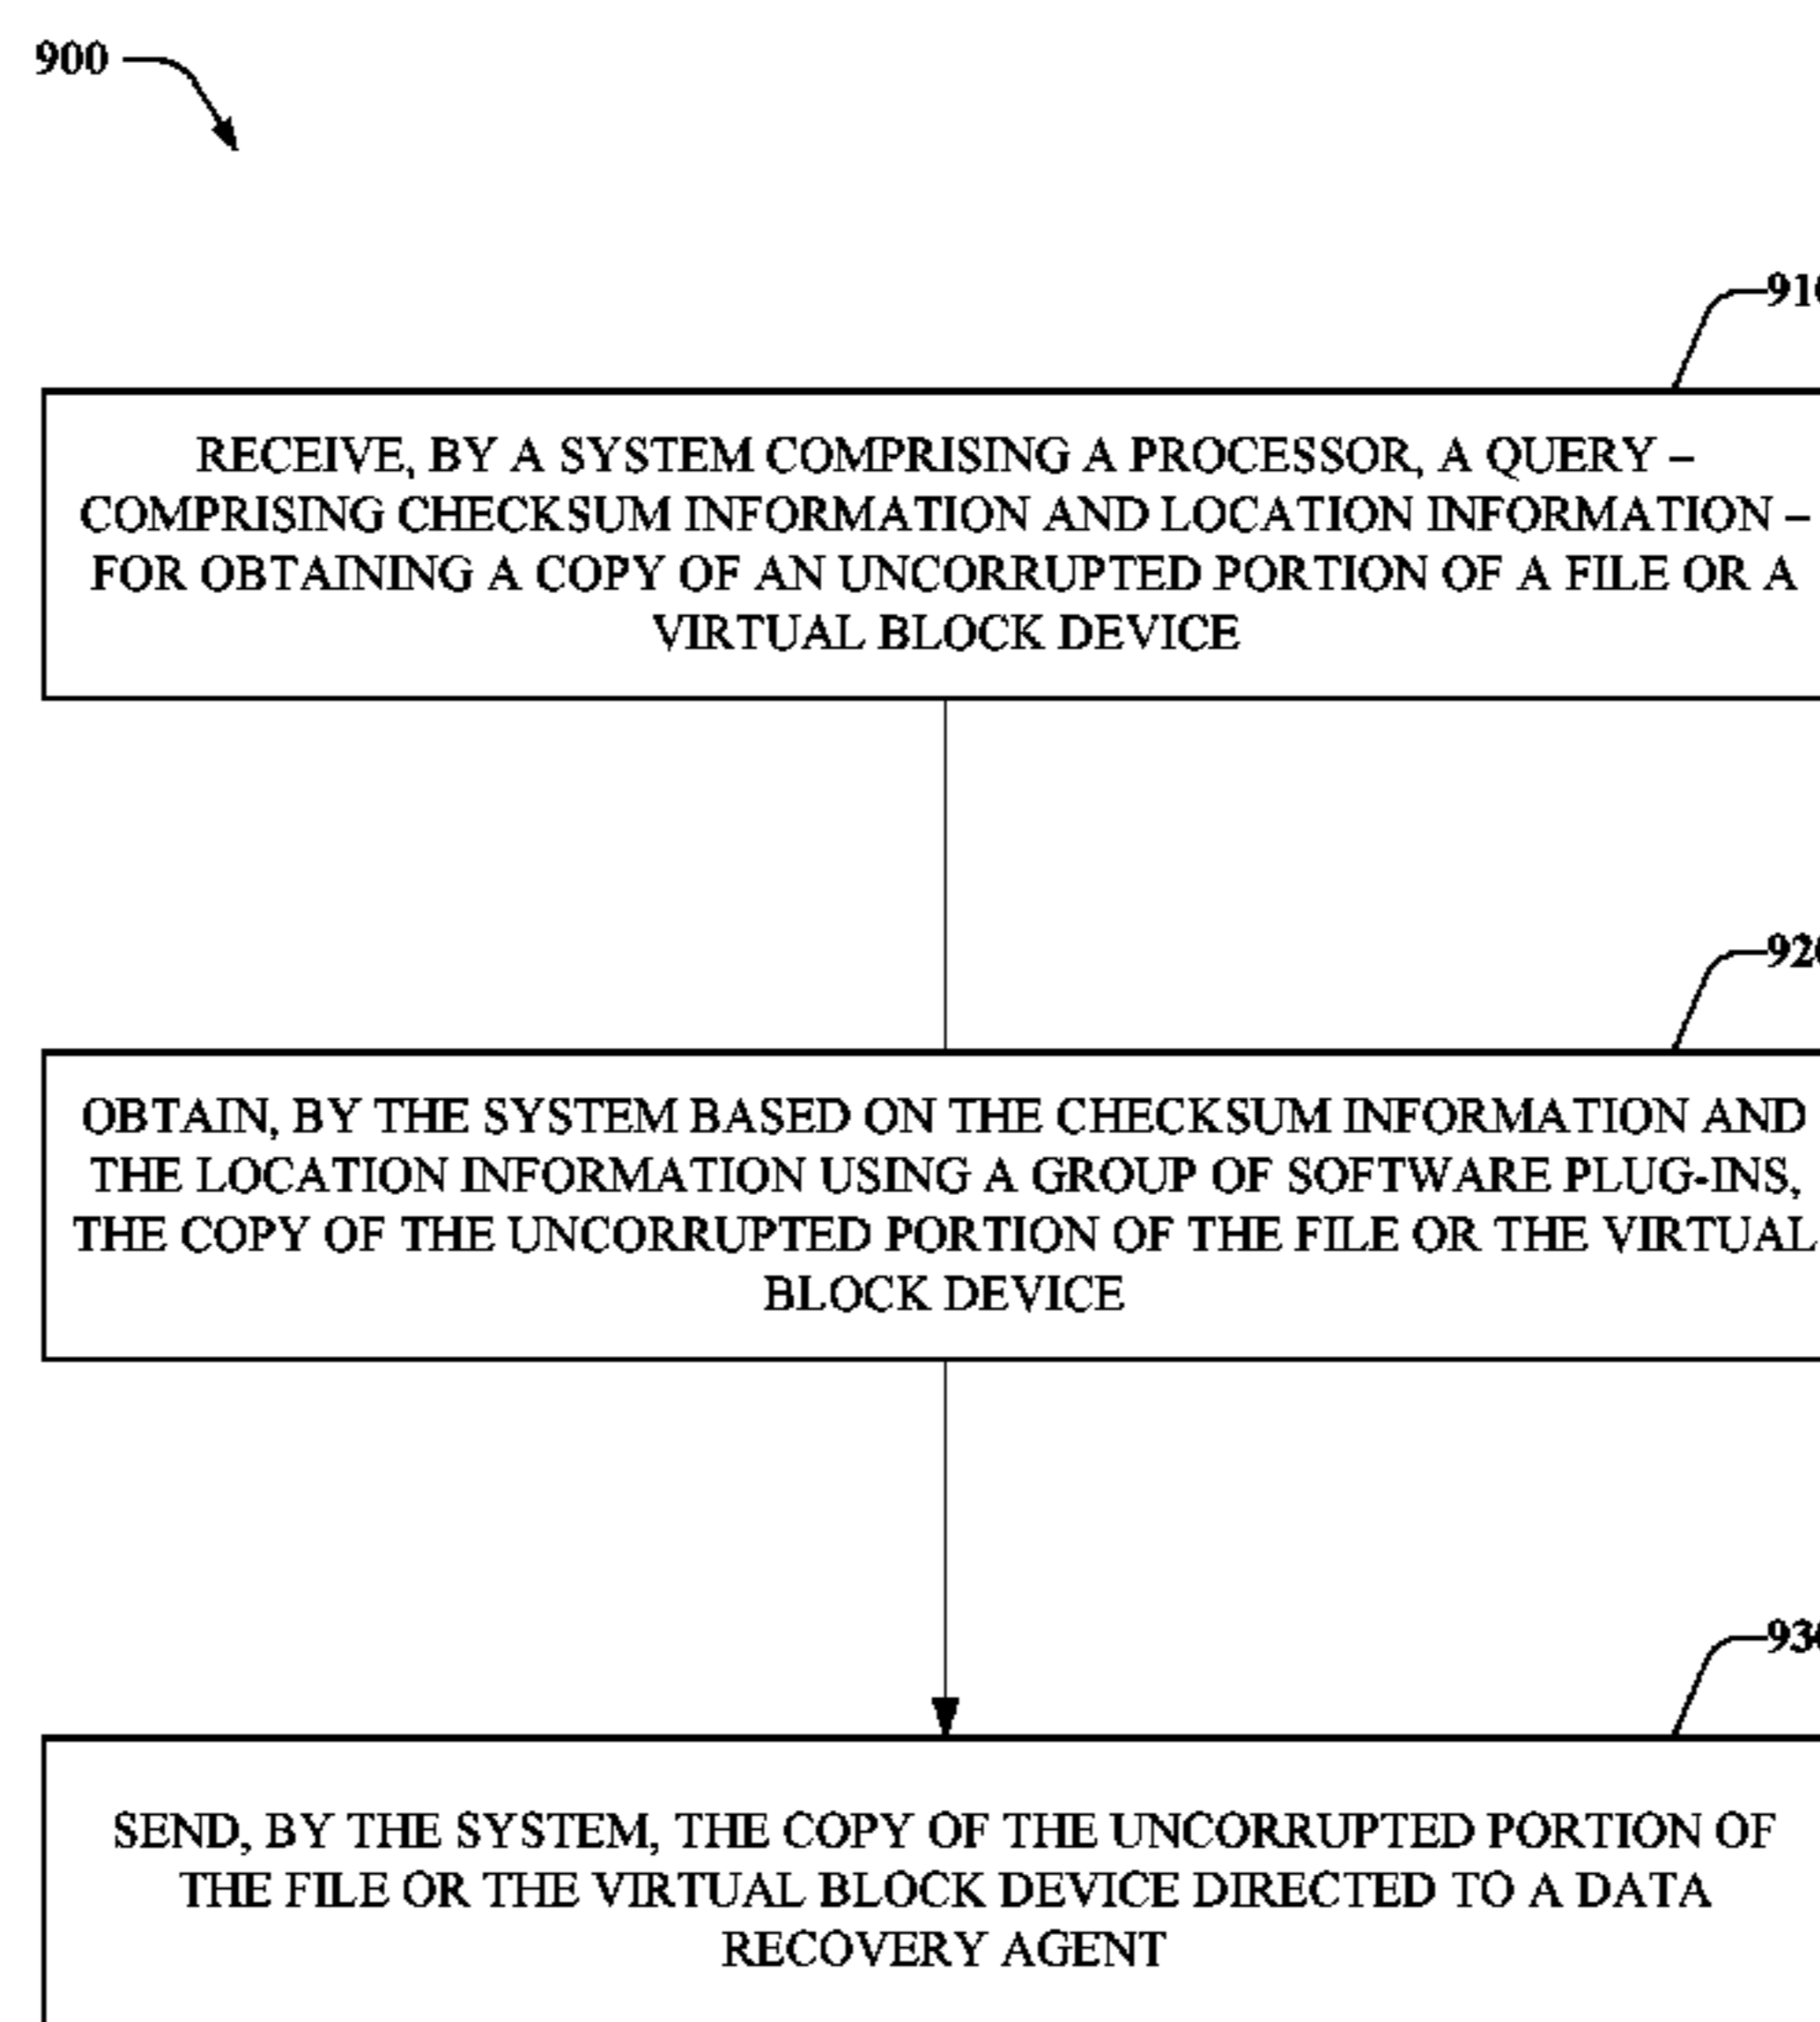 900
RECEIVE, BY A SYSTEM COMPRISING A PROCESSOR, A QUERY –
COMPRISING CHECKSUM INFORMATION AND LOCATION INFORMATION –
FOR OBTAINING A COPY OF AN UNCORRUPTED PORTION OF A FILE OR A
VIRTUAL BLOCK DEVICE
OBTAIN, BY THE SYSTEM BASED ON THE CHECKSUM INFORMATION AND
THE LOCATION INFORMATION USING A GROUP OF SOFTWARE PLUG-INS,
THE COPY OF THE UNCORRUPTED PORTION OF THE FILE OR THE VIRTUAL
BLOCK DEVICE
SEND, BY THE SYSTEM, THE COPY OF THE UNCORRUPTED PORTION OF
THE FILE OR THE VIRTUAL BLOCK DEVICE DIRECTED TO A DATA
RECOVERY AGENT